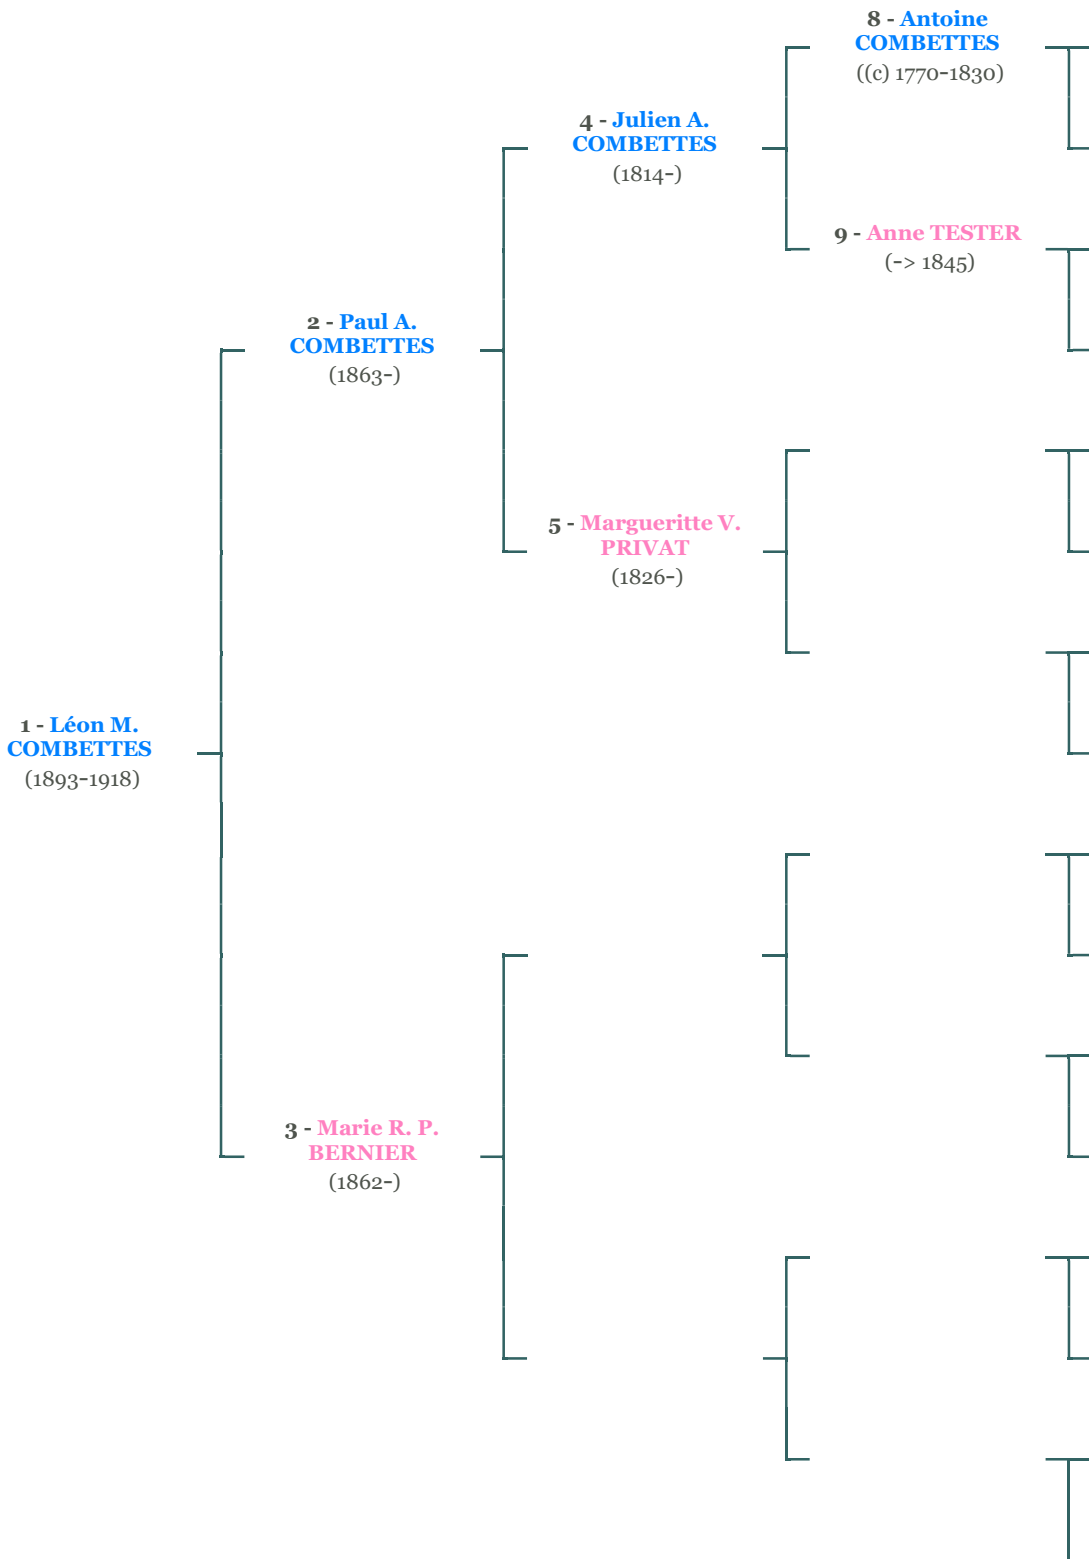 8 - Antoine
COMBETTES
((c) 1770-1830)
4 - Julien A.
COMBETTES
(1814-)
9 - Anne TESTER
(-> 1845)
2 - Paul A.
COMBETTES
(1863-)
5 - Margueritte V.
PRIVAT
(1826-)
1 - Léon M.
COMBETTES
(1893-1918)
3 - Marie R. P.
BERNIER
(1862-)